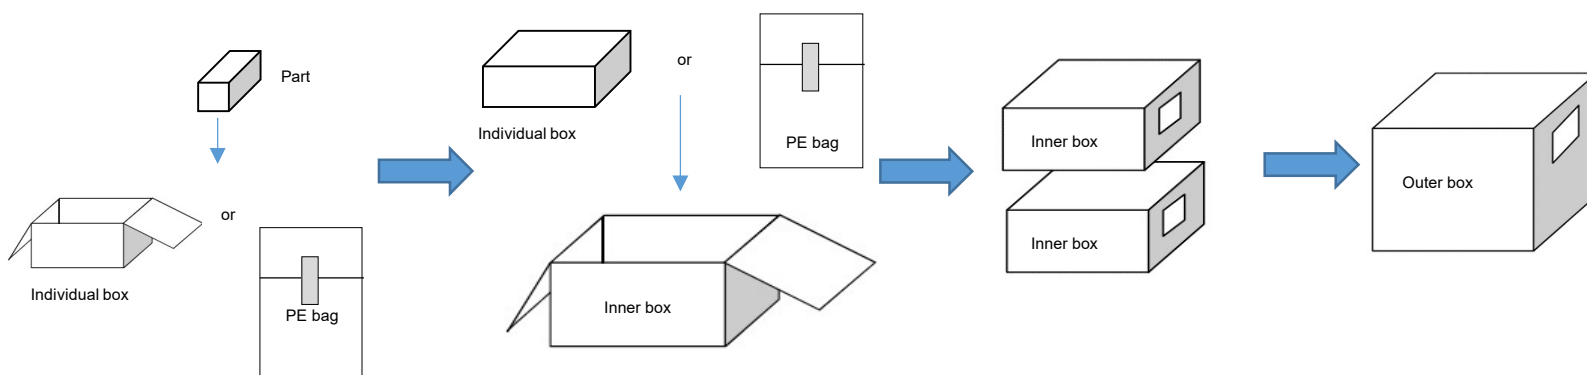 Part
or
Individual box
PE bag
Individual box
or
PE bag
Inner box
Inner box
Inner box
Outer box